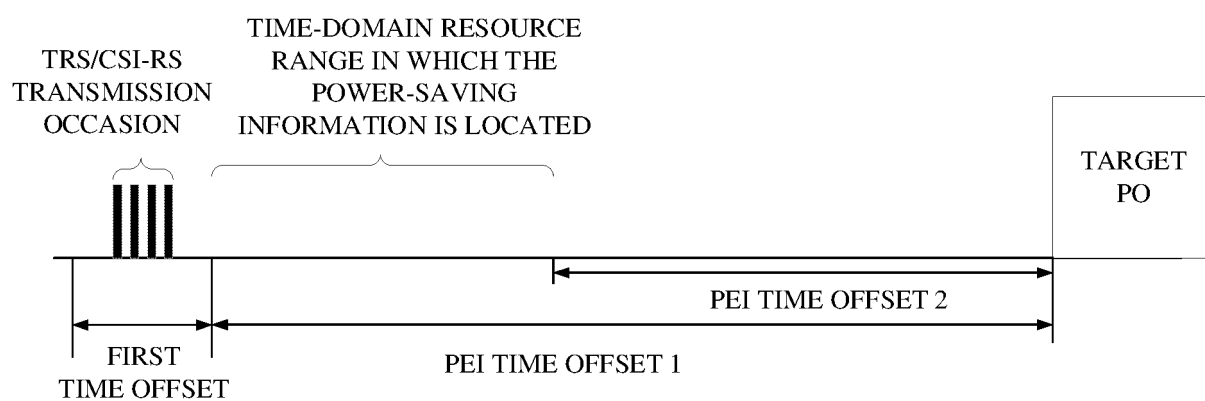 TRS/CSI-RS
TRANSMISSION
OCCASION
TIME-DOMAIN RESOURCE
RANGE IN WHICH THE
POWER-SAVING
INFORMATION IS LOCATED
TARGET
PO
PEI TIME OFFSET 2
FIRST
TIME OFFSET
PEI TIME OFFSET 1